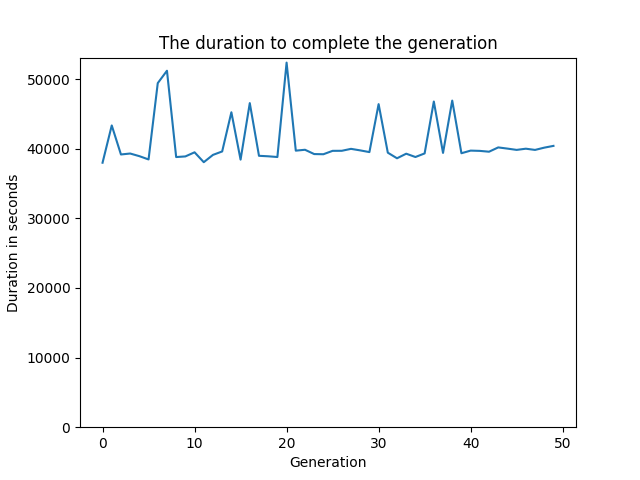 The duration to complete the generation
Duration in seconds
50000
40000
30000
20000
10000
0
0 10 20 30 40 50
Generation